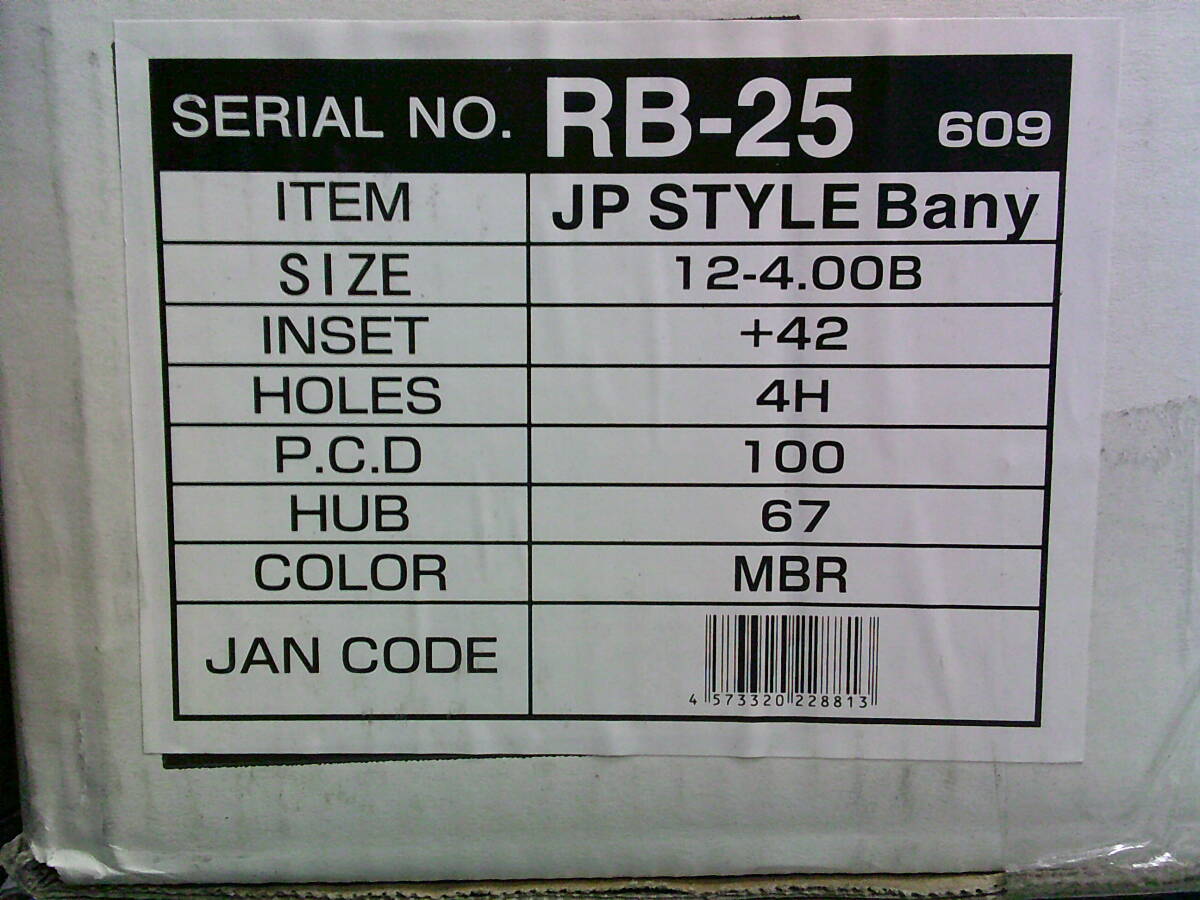 SERIAL NO. RB-25 609
ITEM JP STYLE Bany
SIZE 12-4.00B
INSET +42
HOLES 4H
P.C.D 100
HUB 67
COLOR MBR
JAN CODE
4 573320 228813